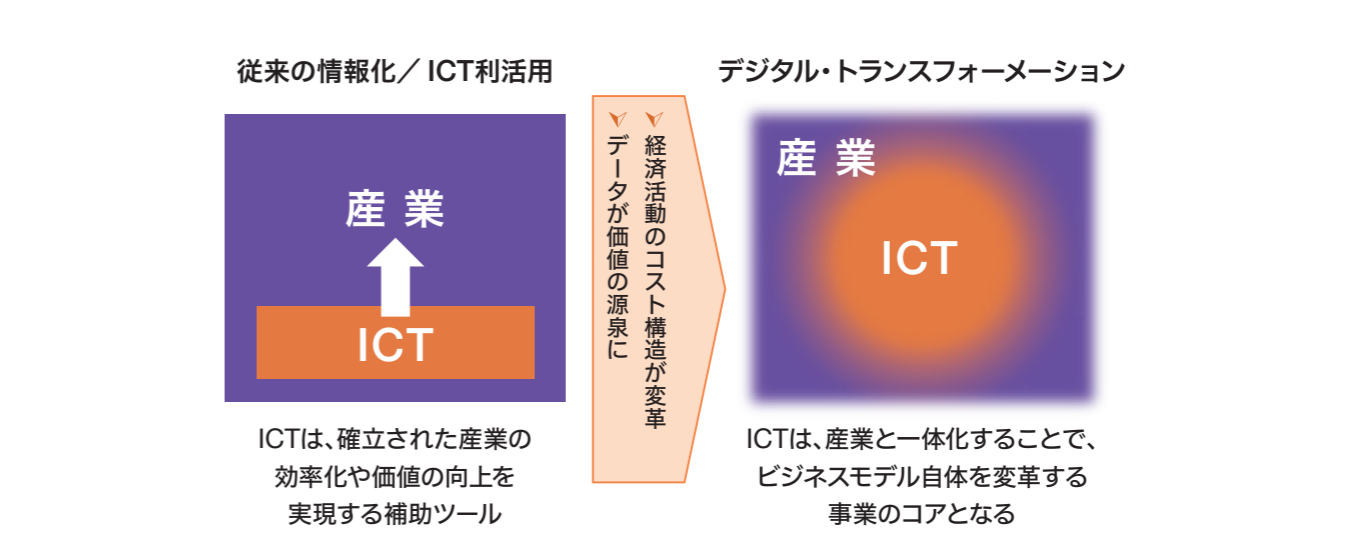 従来の情報化／ICT利活用
産業
ICT
ICTは、確立された産業の
効率化や価値の向上を
実現する補助ツール
経済活動のコスト構造が変革
データが価値の源泉に
デジタル・トランスフォーメーション
産業
ICT
ICTは、産業と一体化することで、
ビジネスモデル自体を変革する
事業のコアとなる